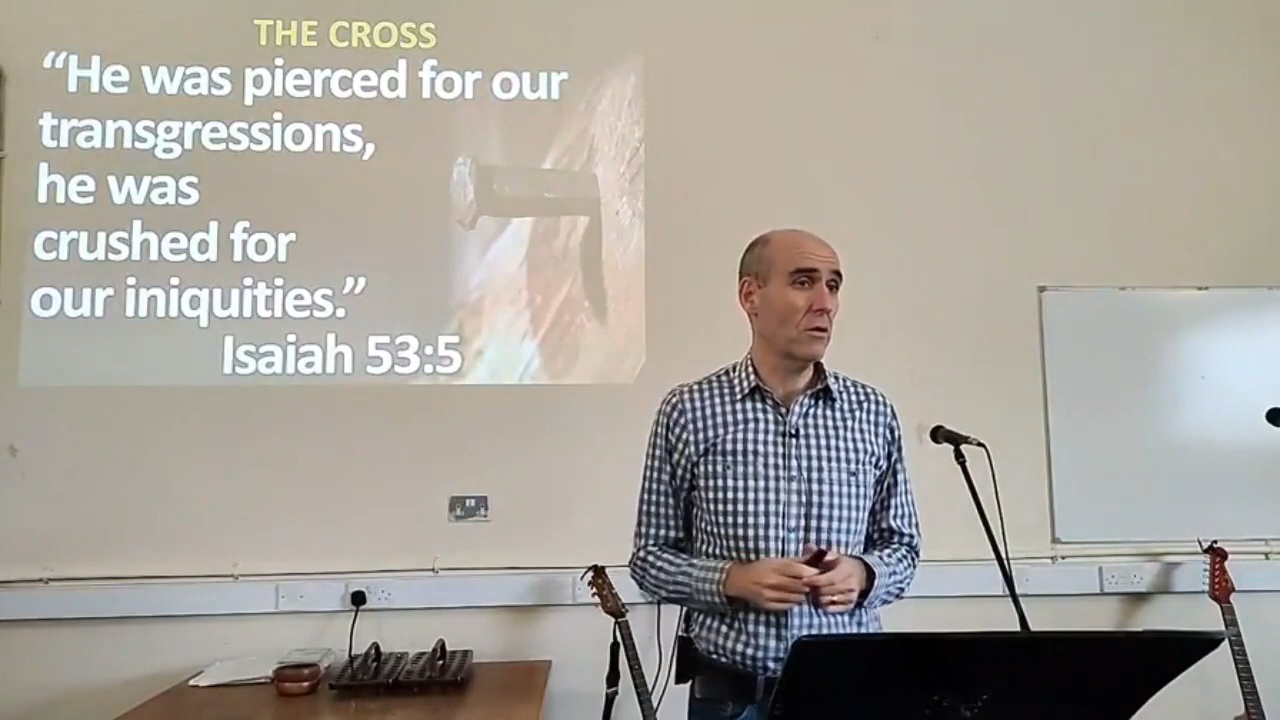 THE CROSS
“He was pierced for our
transgressions,
he was
crushed for
our iniquities.”
Isaiah 53:5